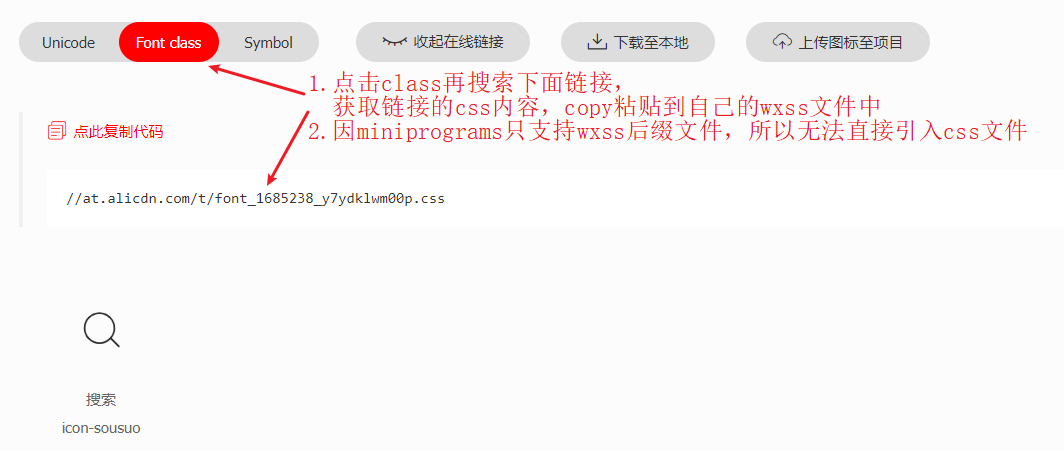 Unicode Font class Symbol 收起在线链接 下载至本地 上传图标至项目
1.点击class再搜索下面链接，
获取链接的css内容，copy粘贴到自己的wxss文件中
点此复制代码
2.因miniprograms只支持wxss后缀文件，所以无法直接引入css文件
//at.alicdn.com/t/font_1685238_y7ydklwm00p.css
搜索
icon-sousuo